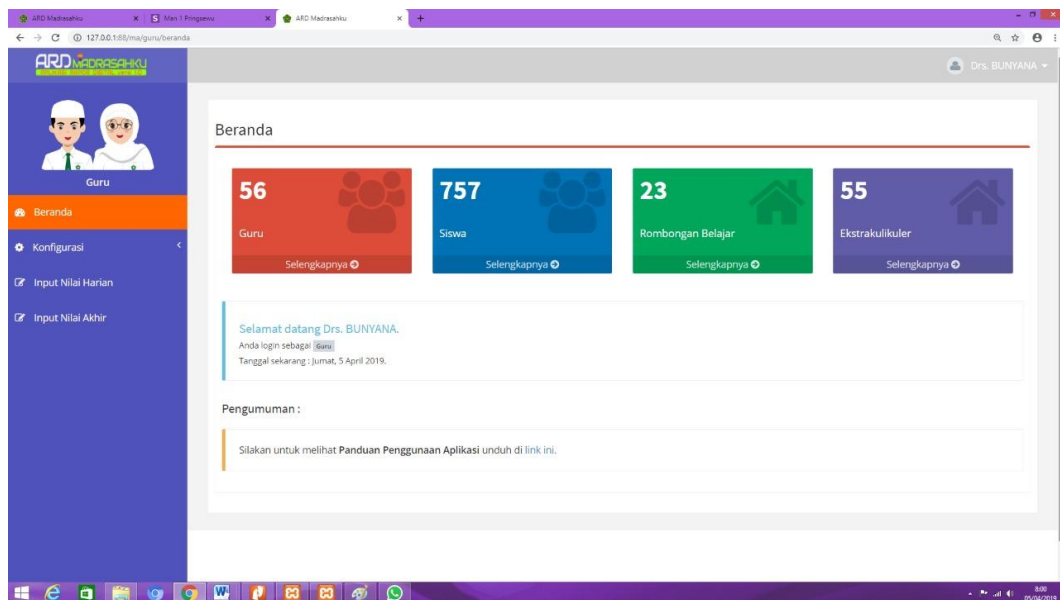 ARD Madrasahku
Man 1 Pringsewu
ARD Madrasahku
127.0.0.1:88/ma/guru/beranda
ARDMADRASAHKU
Drs. BUNYANA
Guru
Beranda
Konfigurasi
Input Nilai Harian
Input Nilai Akhir
Beranda
56
Guru
Selengkapnya
757
Siswa
Selengkapnya
23
Rombongan Belajar
Selengkapnya
55
Ekstrakulikuler
Selengkapnya
Selamat datang Drs. BUNYANA.
Anda login sebagai Guru
Tanggal sekarang : Jumat, 5 April 2019.
Pengumuman :
Silakan untuk melihat Panduan Penggunaan Aplikasi unduh di link ini.
8:00
05/04/2019